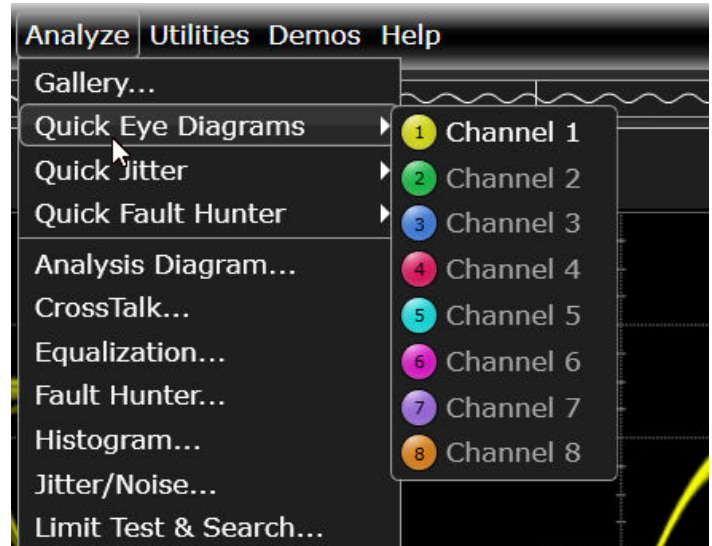 Analyze Utilities Demos Help
Gallery...
Quick Eye Diagrams
Quick Jitter
Quick Fault Hunter
Analysis Diagram...
CrossTalk...
Equalization...
Fault Hunter...
Histogram...
Jitter/Noise...
Limit Test & Search...
1 Channel 1
2 Channel 2
3 Channel 3
4 Channel 4
5 Channel 5
6 Channel 6
7 Channel 7
8 Channel 8